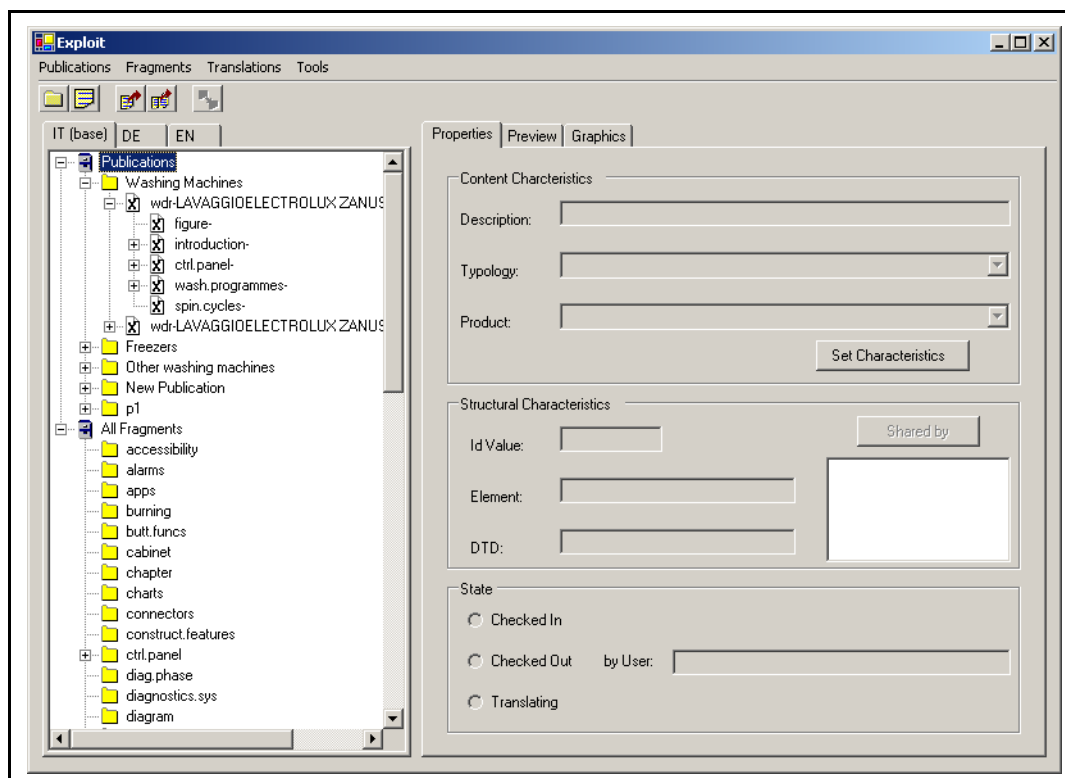 Exploit
Publications Fragments Translations Tools
IT (base) DE EN
Publications
Washing Machines
wdr-LAVAGGIOELECTROLUX ZANUS
figure-
introduction-
ctrl.panel-
wash.programmes-
spin.cycles-
wdr-LAVAGGIOELECTROLUX ZANUS
Freezers
Other washing machines
New Publication
p1
All Fragments
accessibility
alarms
apps
burning
butt.funcs
cabinet
chapter
charts
connectors
construct.features
ctrl.panel
diag.phase
diagnostics.sys
diagram
Properties Preview Graphics
Content Charcteristics
Description:
Typology:
Product:
Set Characteristics
Structural Characteristics
Id Value:
Shared by
Element:
DTD:
State
Checked In
Checked Out by User:
Translating